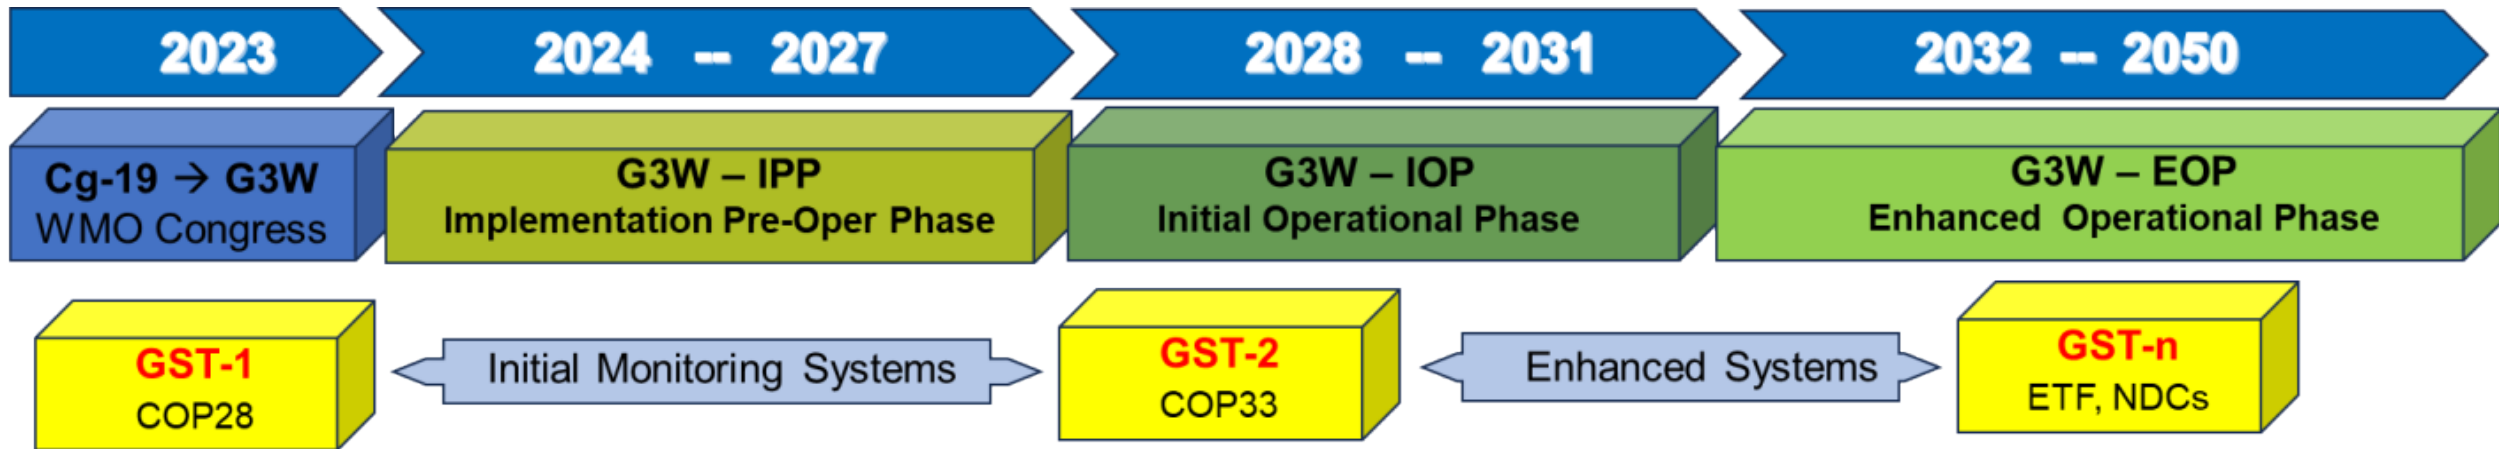 2023
2024 -- 2027
2028 -- 2031
2032 -- 2050
Cg-19 → G3W
WMO Congress
G3W – IPP
Implementation Pre-Oper Phase
G3W – IOP
Initial Operational Phase
G3W – EOP
Enhanced Operational Phase
GST-1
COP28
Initial Monitoring Systems
GST-2
COP33
Enhanced Systems
GST-n
ETF, NDCs